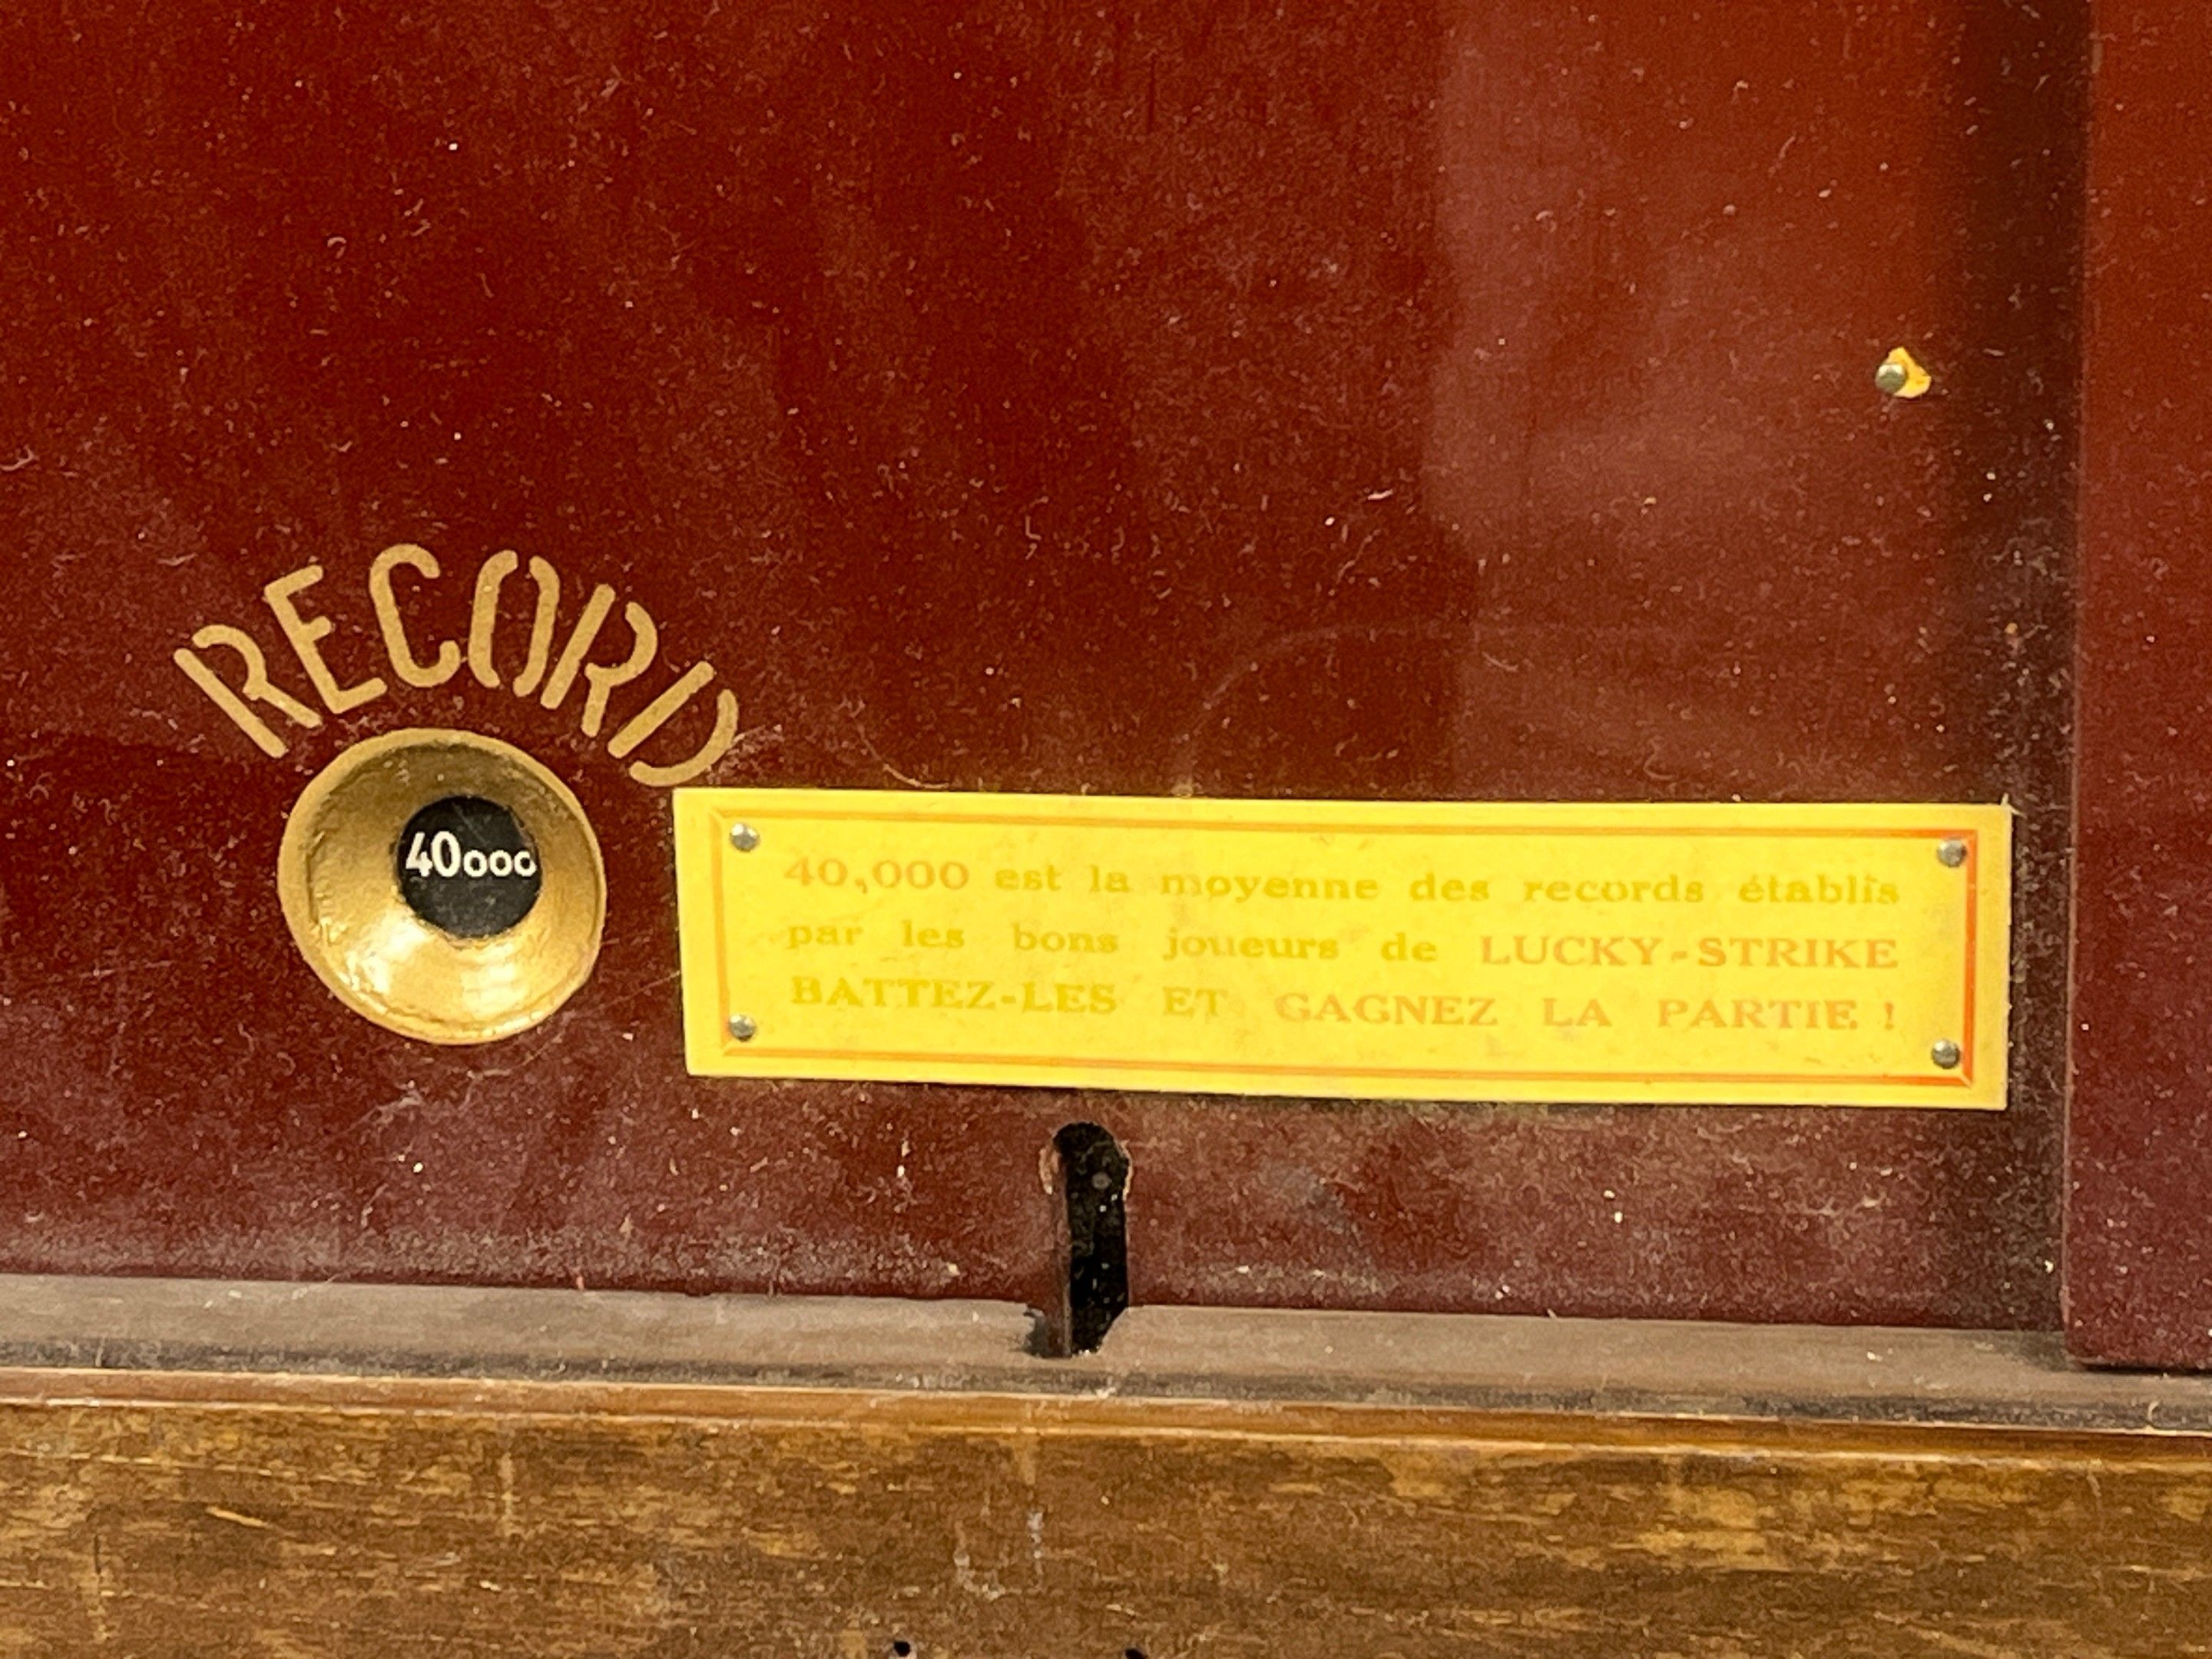 RECORD
40000
40,000 est la moyenne des records établis
par les bons joueurs de LUCKY-STRIKE
BATTEZ-LES ET GAGNEZ LA PARTIE !